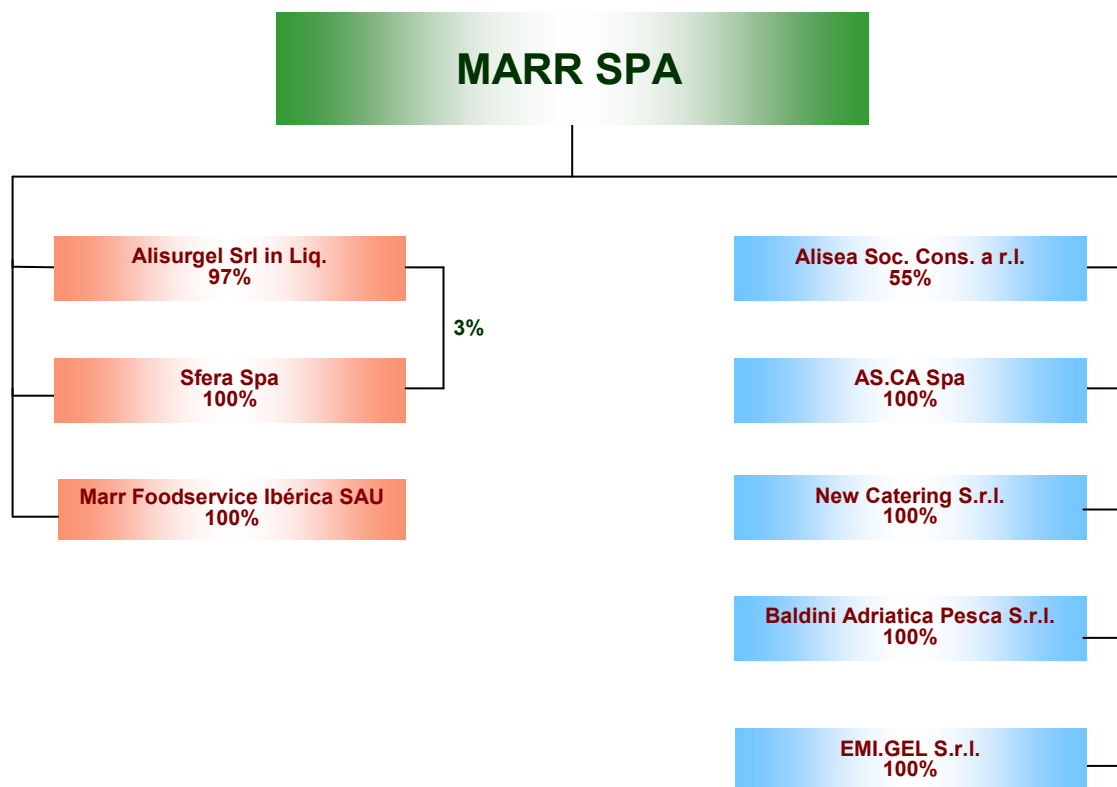 MARR SPA
Alisurgel Srl in Liq.
97%
3%
Sfera Spa
100%
Marr Foodservice Ibérica SAU
100%
Alisea Soc. Cons. a r.l.
55%
AS.CA Spa
100%
New Catering S.r.l.
100%
Baldini Adriatica Pesca S.r.l.
100%
EMI.GEL S.r.l.
100%